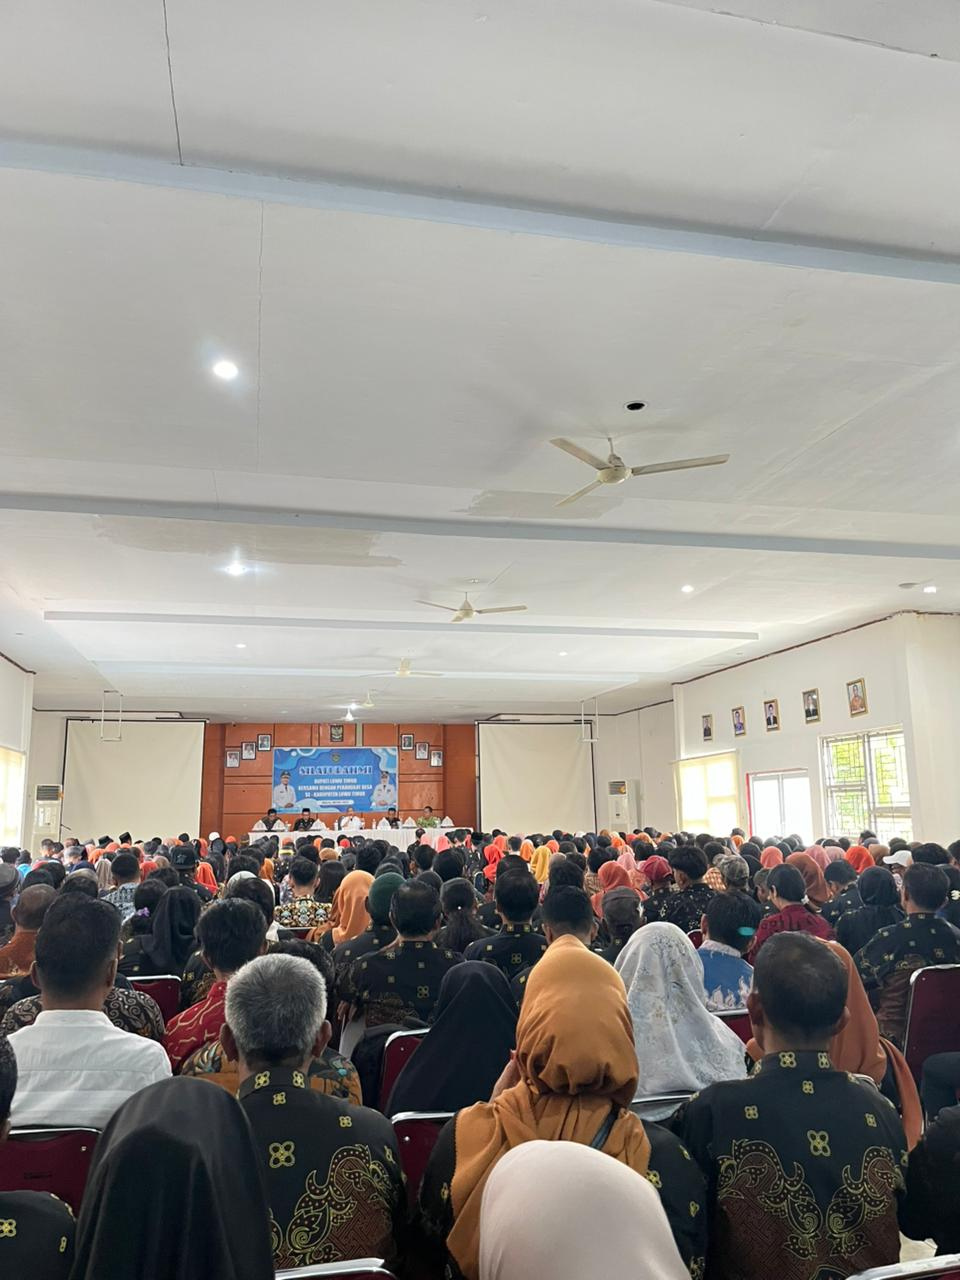 SILATURAHMI
BUPATI LUWU TIMUR
BERSAMA DENGAN PERANGKAT DESA
SE - KABUPATEN LUWU TIMUR